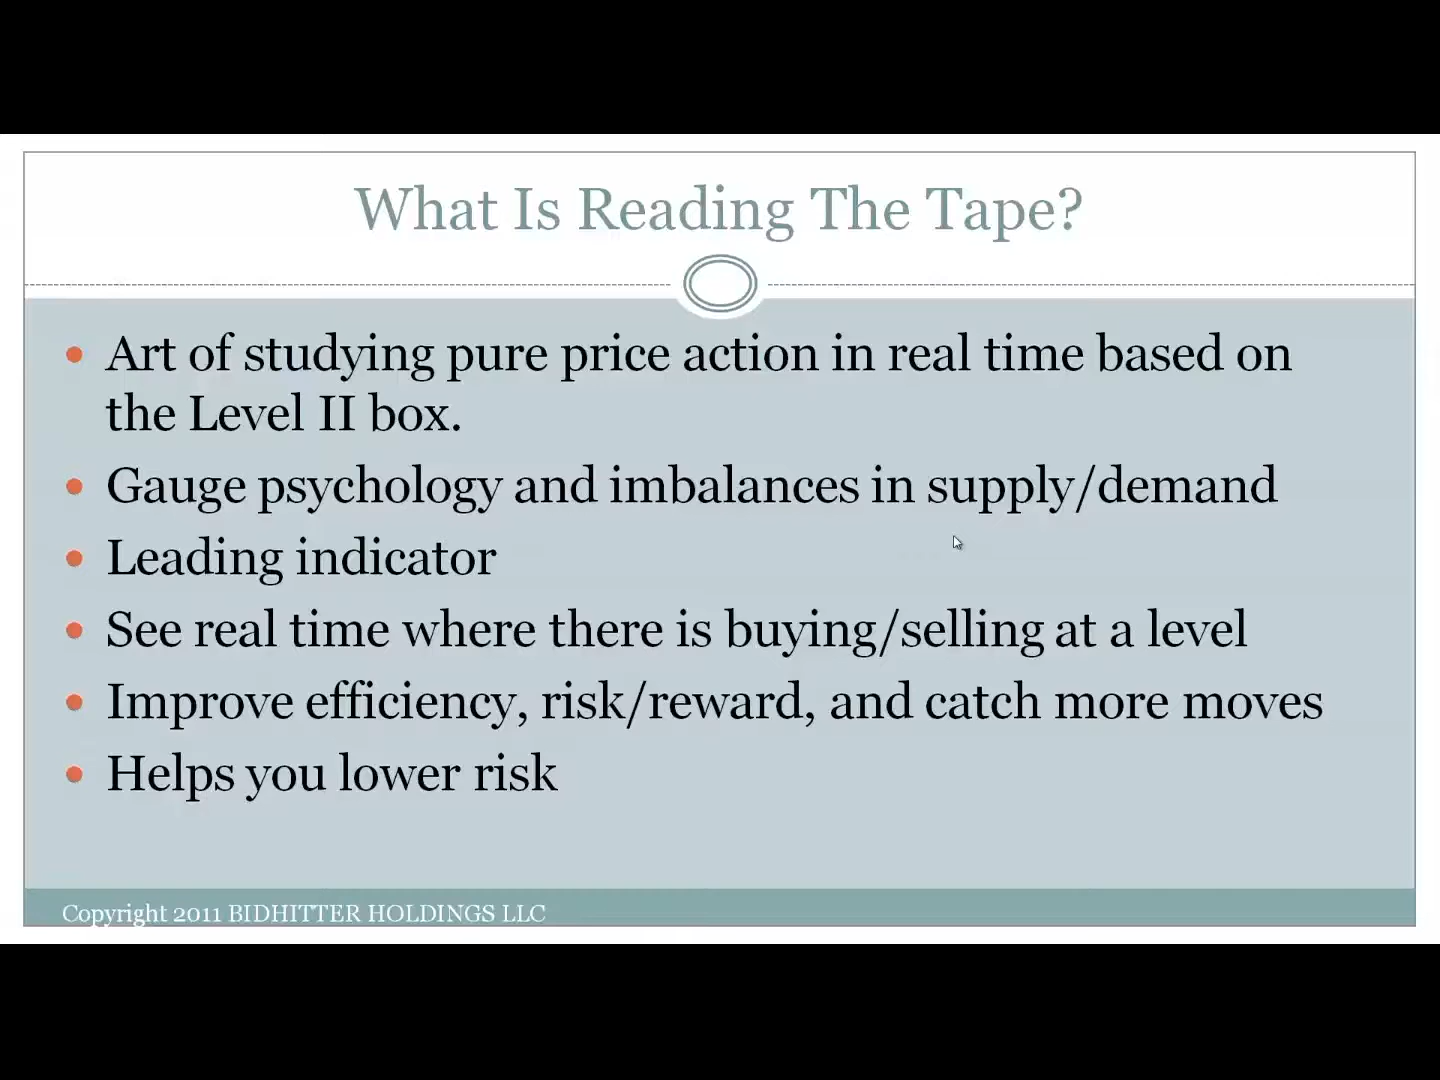 What Is Reading The Tape?
Art of studying pure price action in real time based on
the Level II box.
Gauge psychology and imbalances in supply/demand
Leading indicator
See real time where there is buying/selling at a level
Improve efficiency, risk/reward, and catch more moves
Helps you lower risk
Copyright 2011 BIDHITTER HOLDINGS LLC